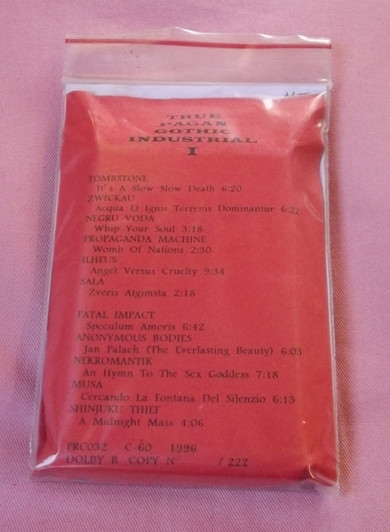 TRUE
PAGAN
GOTHIC
INDUSTRIAL
I
TOMBSTONE
It's A Slow Slow Death 6:20
ZWICKAU
Acqua Et Ignis Terrenis Dominantur 6:22
NEGRU VODA
Whip Your Soul 3:18
PROPAGANDA MACHINE
Womb Of Nations 2:30
ILHEUS
Angel Versus Cruelty 9:34
SALA
Zveris Atgimsta 2:18
FATAL IMPACT
Speculum Amoris 6:42
ANONYMOUS BODIES
Jan Palach (The Everlasting Beauty) 6:03
NEKROMANTIK
An Hymn To The Sex Goddess 7:18
MUSA
Cercando La Fontana Del Silenzio 6:13
SHINJUKU THIEF
A Midnight Mass 4:06
PRC032 C-60 1996
DOLBY B COPY N° /222